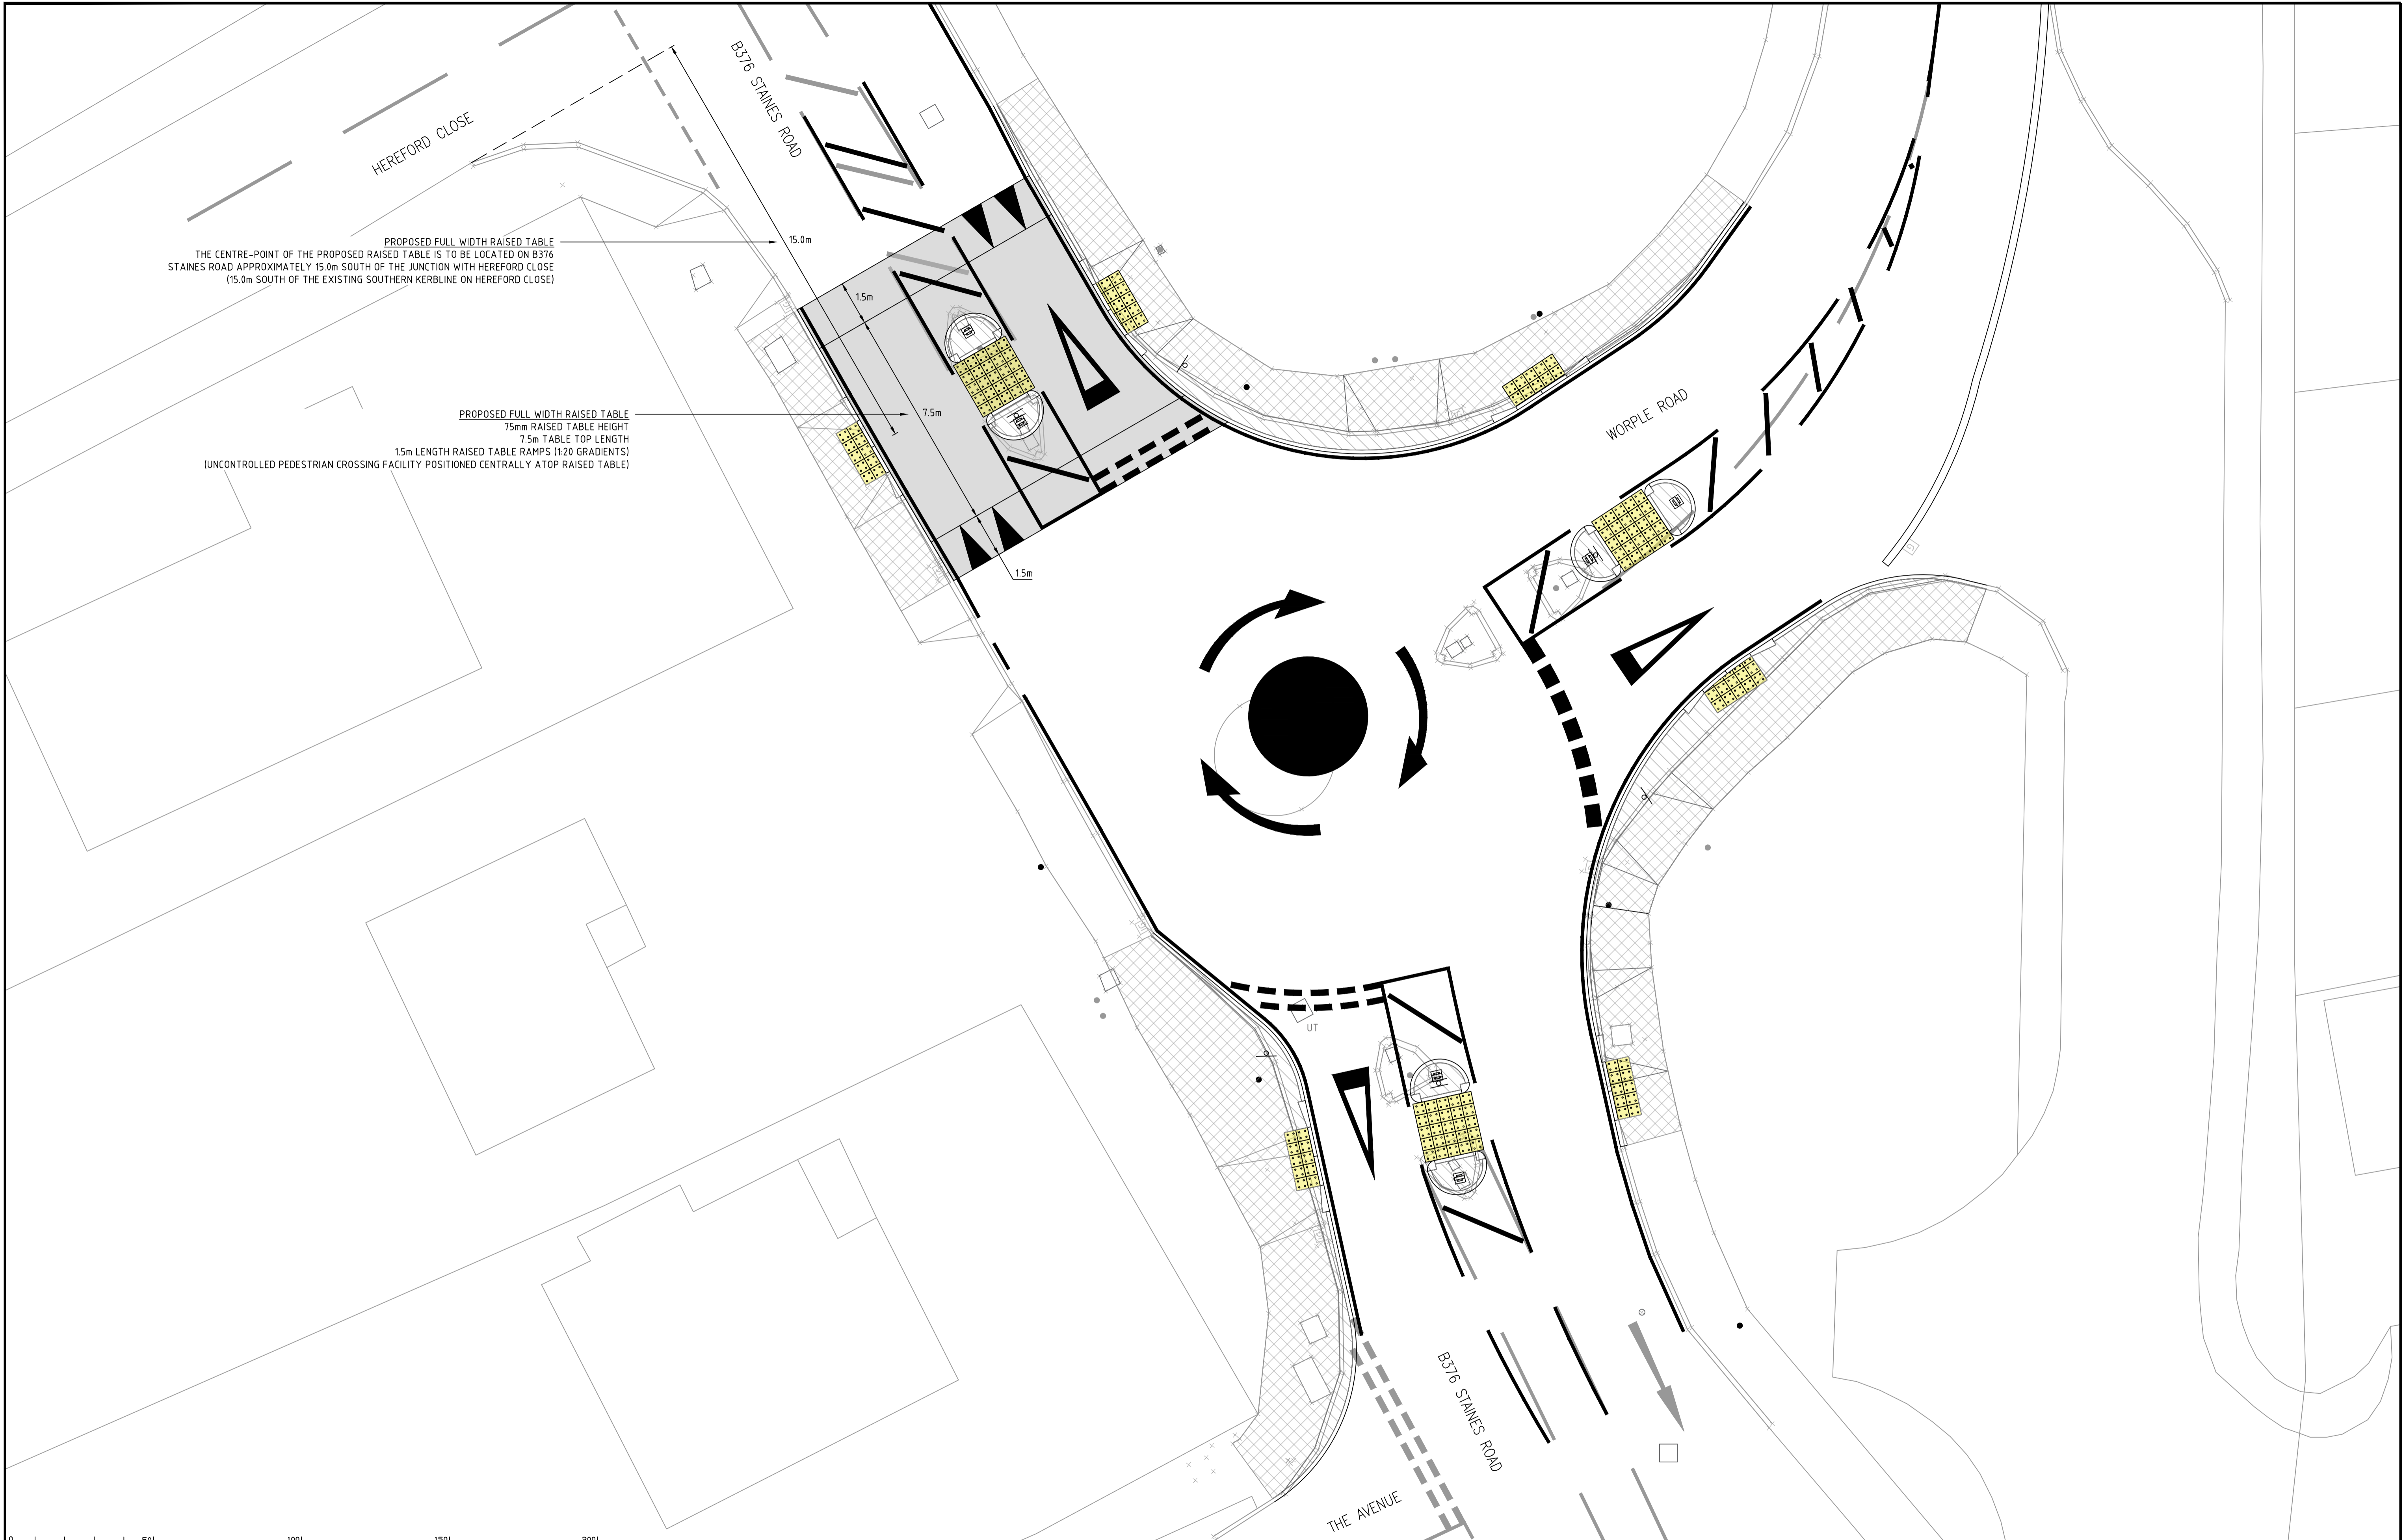 B376 STAINES ROAD
HEREFORD CLOSE
PROPOSED FULL WIDTH RAISED TABLE
THE CENTRE-POINT OF THE PROPOSED RAISED TABLE IS TO BE LOCATED ON B376
STAINES ROAD APPROXIMATELY 15.0m SOUTH OF THE JUNCTION WITH HEREFORD CLOSE
(15.0m SOUTH OF THE EXISTING SOUTHERN KERBLINE ON HEREFORD CLOSE)
15.0m
1.5m
PROPOSED FULL WIDTH RAISED TABLE
75mm RAISED TABLE HEIGHT
7.5m TABLE TOP LENGTH
1.5m LENGTH RAISED TABLE RAMPS (1:20 GRADIENTS)
(UNCONTROLLED PEDESTRIAN CROSSING FACILITY POSITIONED CENTRALLY ATOP RAISED TABLE)
7.5m
1.5m
WORPLE ROAD
UT
B376 STAINES ROAD
THE AVENUE